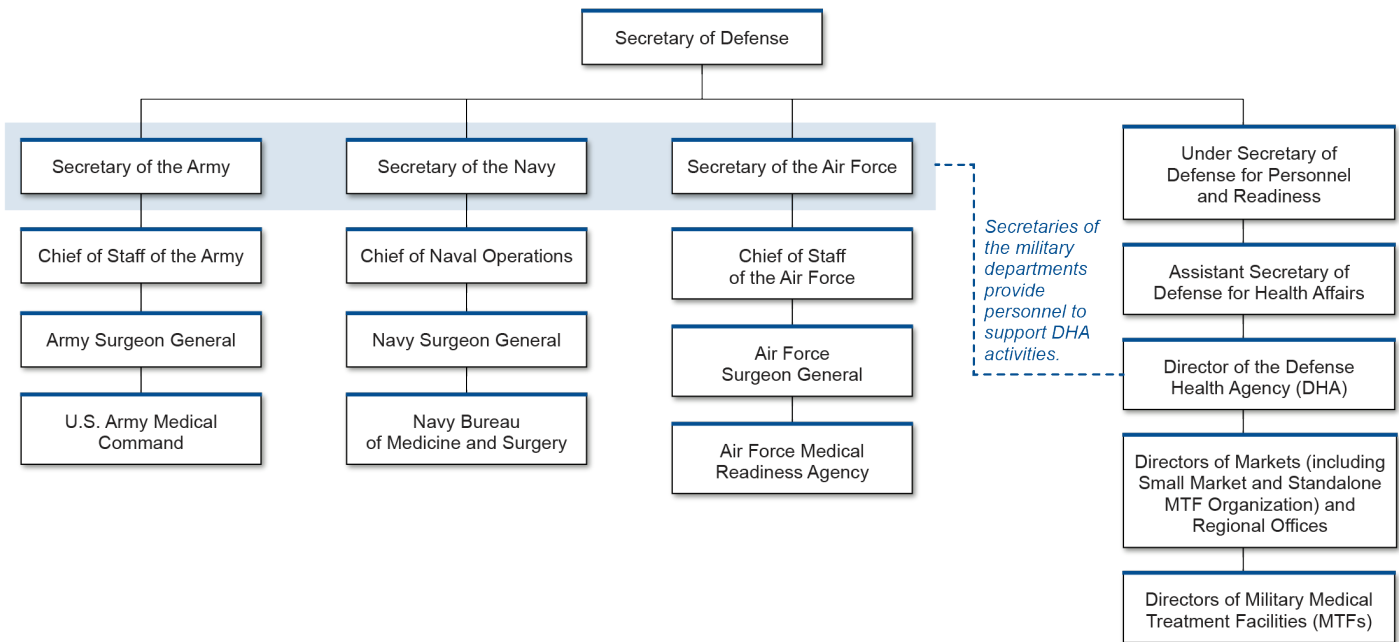 Secretary of Defense
Secretary of the Army
Secretary of the Navy
Secretary of the Air Force
Under Secretary of
Defense for Personnel
and Readiness
Chief of Staff of the Army
Chief of Naval Operations
Chief of Staff
of the Air Force
Secretaries of
the military
departments
provide
personnel to
support DHA
activities.
Assistant Secretary of
Defense for Health Affairs
Army Surgeon General
Navy Surgeon General
Air Force
Surgeon General
Director of the Defense
Health Agency (DHA)
U.S. Army Medical
Command
Navy Bureau
of Medicine and Surgery
Air Force Medical
Readiness Agency
Directors of Markets (including
Small Market and Standalone
MTF Organization) and
Regional Offices
Directors of Military Medical
Treatment Facilities (MTFs)